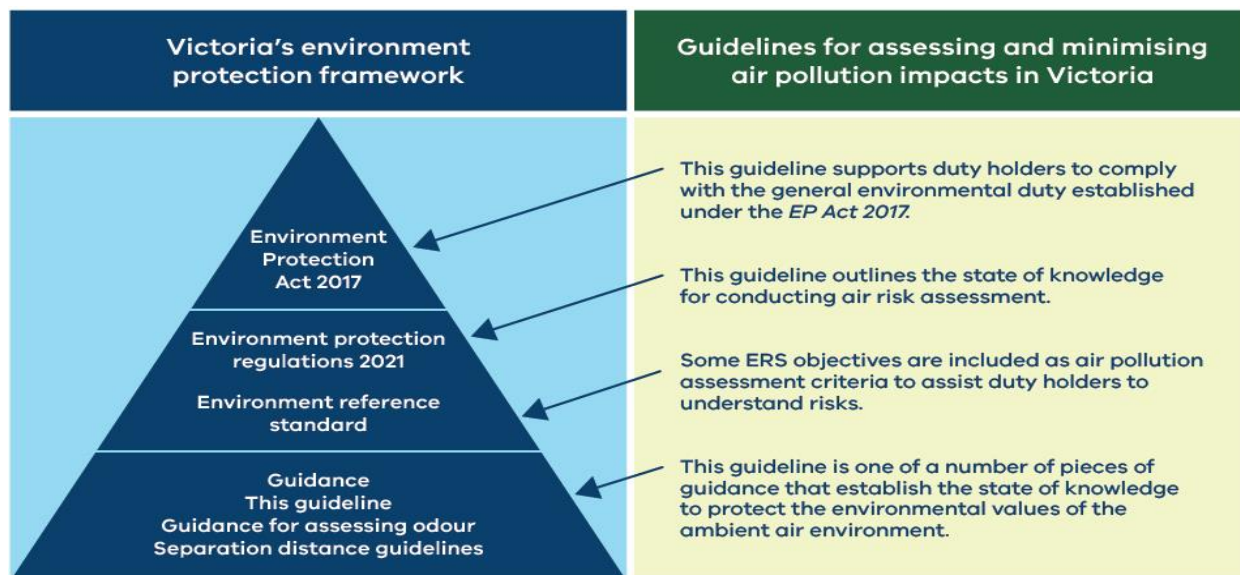 Victoria's environment
protection framework
Guidelines for assessing and minimising
air pollution impacts in Victoria
Environment
Protection
Act 2017
Environment protection
regulations 2021
Environment reference
standard
Guidance
This guideline
Guidance for assessing odour
Separation distance guidelines
This guideline supports duty holders to comply
with the general environmental duty established
under the EP Act 2017.
This guideline outlines the state of knowledge
for conducting air risk assessment.
Some ERS objectives are included as air pollution
assessment criteria to assist duty holders to
understand risks.
This guideline is one of a number of pieces of
guidance that establish the state of knowledge
to protect the environmental values of the
ambient air environment.